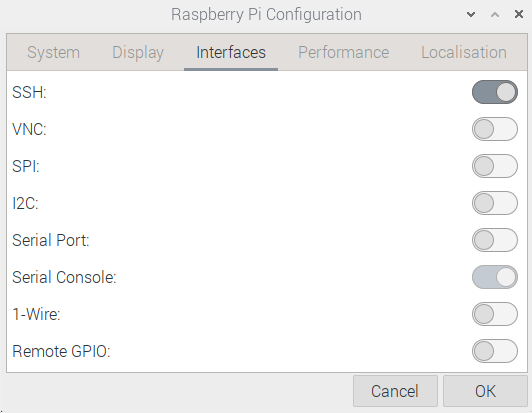 Raspberry Pi Configuration
System Display Interfaces Performance Localisation
SSH:
VNC:
SPI:
I2C:
Serial Port:
Serial Console:
1-Wire:
Remote GPIO:
Cancel OK